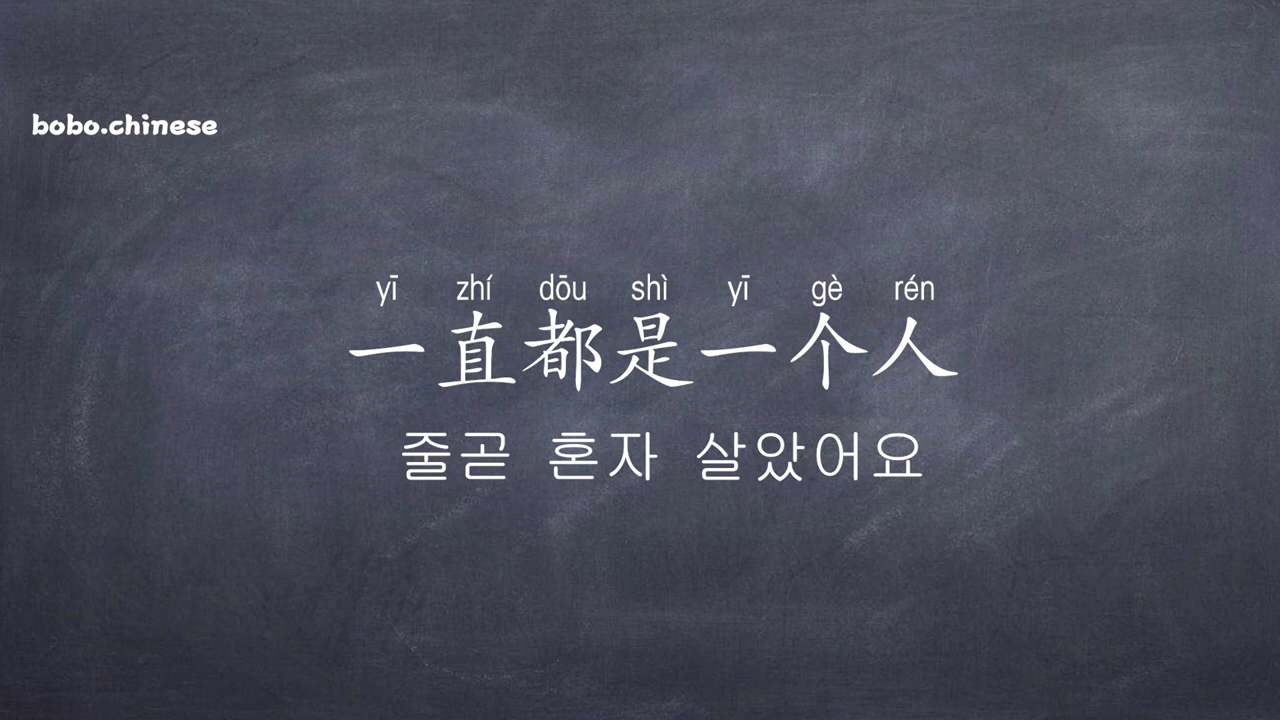 bobo.chinese
yī zhí dōu shì yī gè rén
一直都是一个人
줄곧 혼자 살았어요